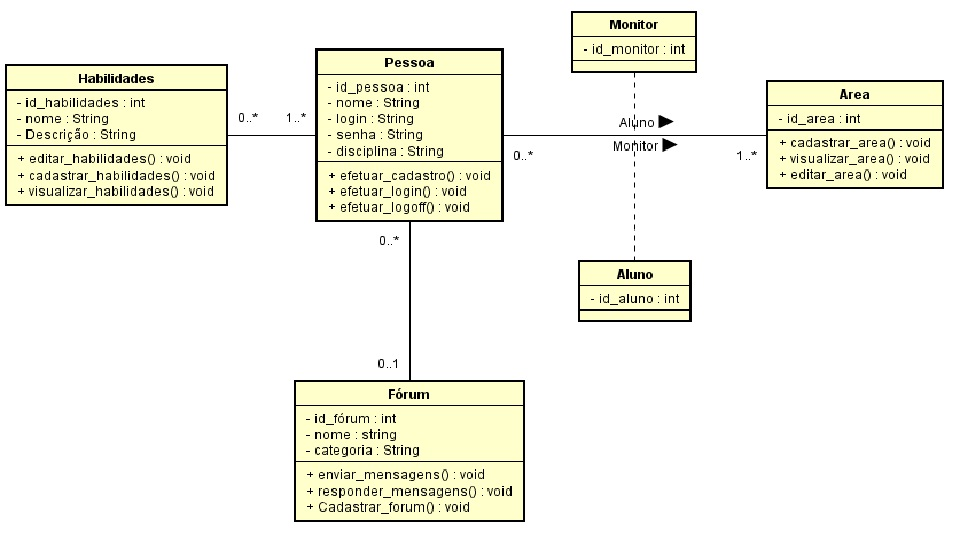 Monitor
- id_monitor : int
Habilidades
- id_habilidades : int
- nome : String
- Descrição : String
+ editar_habilidades() : void
+ cadastrar_habilidades() : void
+ visualizar_habilidades() : void
0..*
1..*
Pessoa
- id_pessoa : int
- nome : String
- login : String
- senha : String
- disciplina : String
+ efetuar_cadastro() : void
+ efetuar_login() : void
+ efetuar_logoff() : void
0..*
Aluno ►
Monitor ►
1..*
Area
- id_area : int
+ cadastrar_area() : void
+ visualizar_area() : void
+ editar_area() : void
0..*
0..1
Aluno
- id_aluno : int
Fórum
- id_fórum : int
- nome : string
- categoria : String
+ enviar_mensagens() : void
+ responder_mensagens() : void
+ Cadastrar_forum() : void